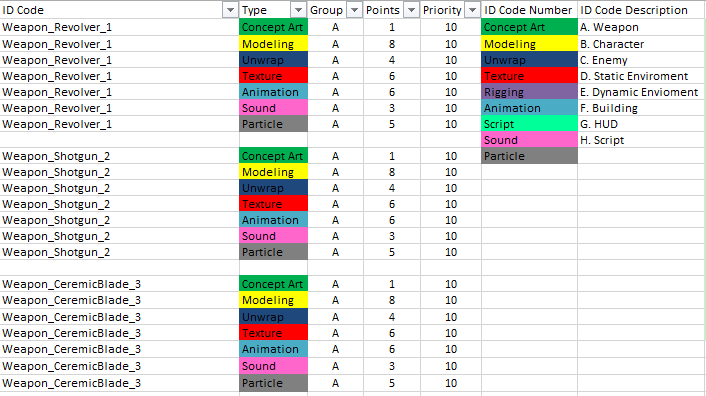 ID Code Type Group Points Priority ID Code Number ID Code Description
Weapon_Revolver_1 Concept Art A 1 10 Concept Art A. Weapon
Weapon_Revolver_1 Modeling A 8 10 Modeling B. Character
Weapon_Revolver_1 Unwrap A 4 10 Unwrap C. Enemy
Weapon_Revolver_1 Texture A 6 10 Texture D. Static Enviroment
Weapon_Revolver_1 Animation A 6 10 Rigging E. Dynamic Envioment
Weapon_Revolver_1 Sound A 3 10 Animation F. Building
Weapon_Revolver_1 Particle A 5 10 Script G. HUD
Sound H. Script
Weapon_Shotgun_2 Concept Art A 1 10 Particle
Weapon_Shotgun_2 Modeling A 8 10
Weapon_Shotgun_2 Unwrap A 4 10
Weapon_Shotgun_2 Texture A 6 10
Weapon_Shotgun_2 Animation A 6 10
Weapon_Shotgun_2 Sound A 3 10
Weapon_Shotgun_2 Particle A 5 10
Weapon_CeremicBlade_3 Concept Art A 1 10
Weapon_CeremicBlade_3 Modeling A 8 10
Weapon_CeremicBlade_3 Unwrap A 4 10
Weapon_CeremicBlade_3 Texture A 6 10
Weapon_CeremicBlade_3 Animation A 6 10
Weapon_CeremicBlade_3 Sound A 3 10
Weapon_CeremicBlade_3 Particle A 5 10